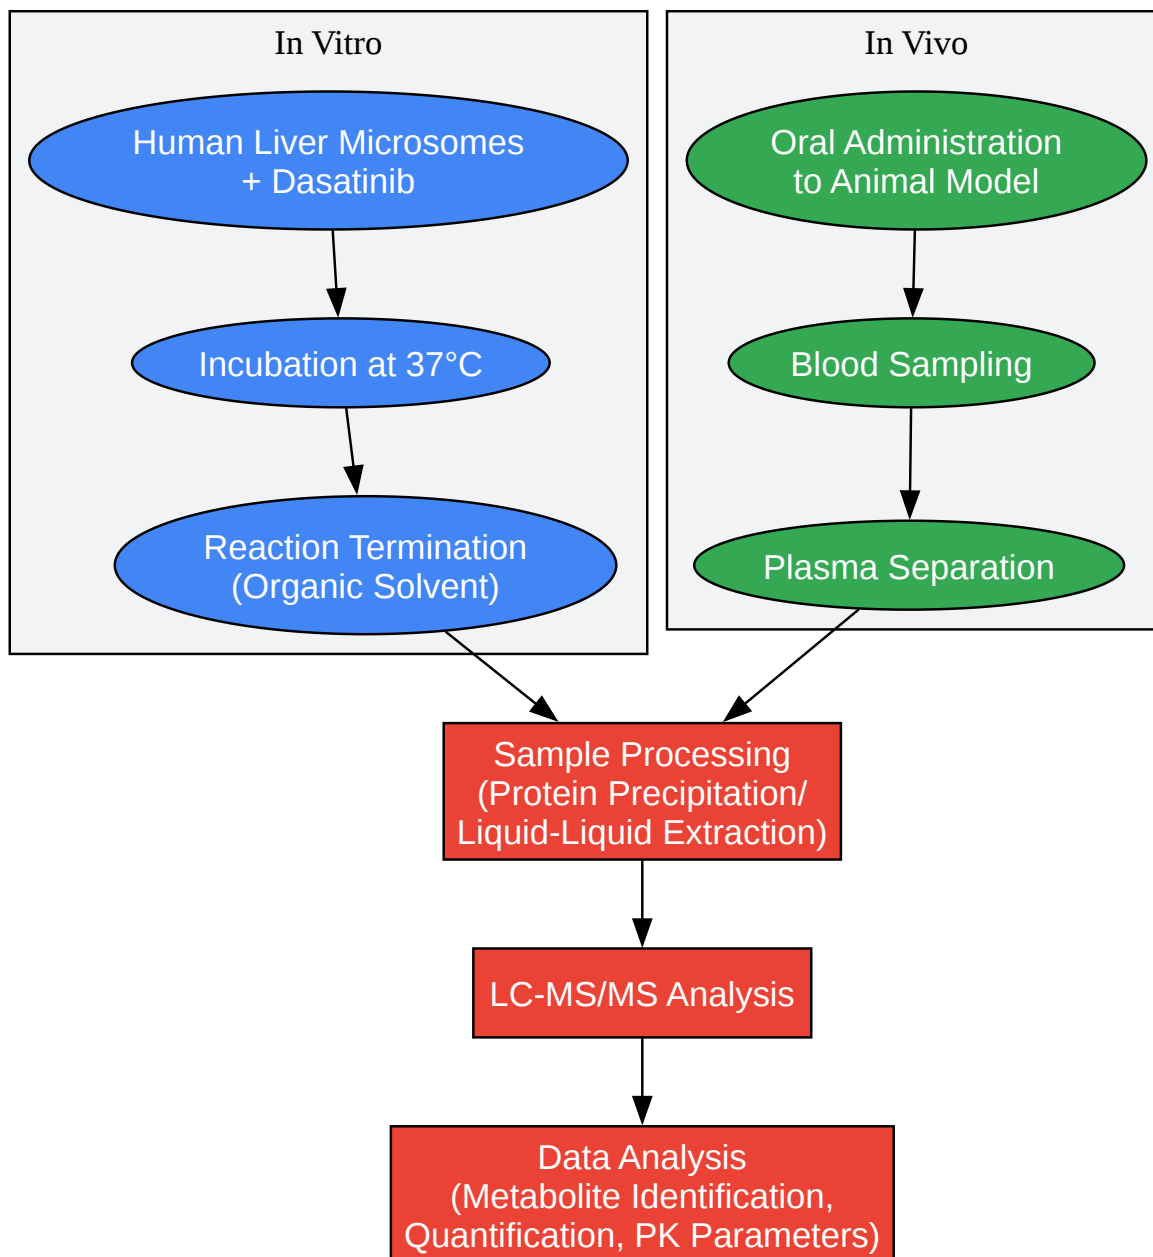 In Vitro
Human Liver Microsomes
+ Dasatinib
Incubation at 37°C
Reaction Termination
(Organic Solvent)
In Vivo
Oral Administration
to Animal Model
Blood Sampling
Plasma Separation
Sample Processing
(Protein Precipitation/
Liquid-Liquid Extraction)
LC-MS/MS Analysis
Data Analysis
(Metabolite Identification,
Quantification, PK Parameters)